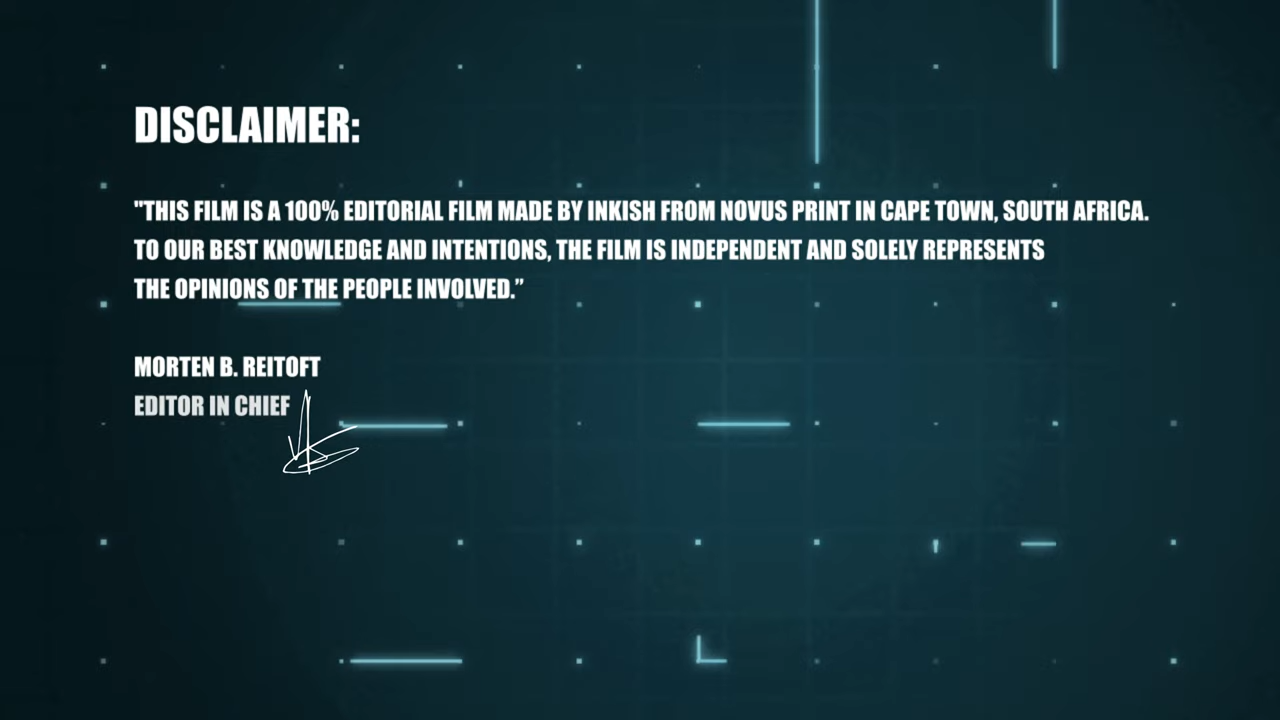 DISCLAIMER:
"THIS FILM IS A 100% EDITORIAL FILM MADE BY INKISH FROM NOVUS PRINT IN CAPE TOWN, SOUTH AFRICA.
TO OUR BEST KNOWLEDGE AND INTENTIONS, THE FILM IS INDEPENDENT AND SOLELY REPRESENTS
THE OPINIONS OF THE PEOPLE INVOLVED.”
MORTEN B. REITOFT
EDITOR IN CHIEF